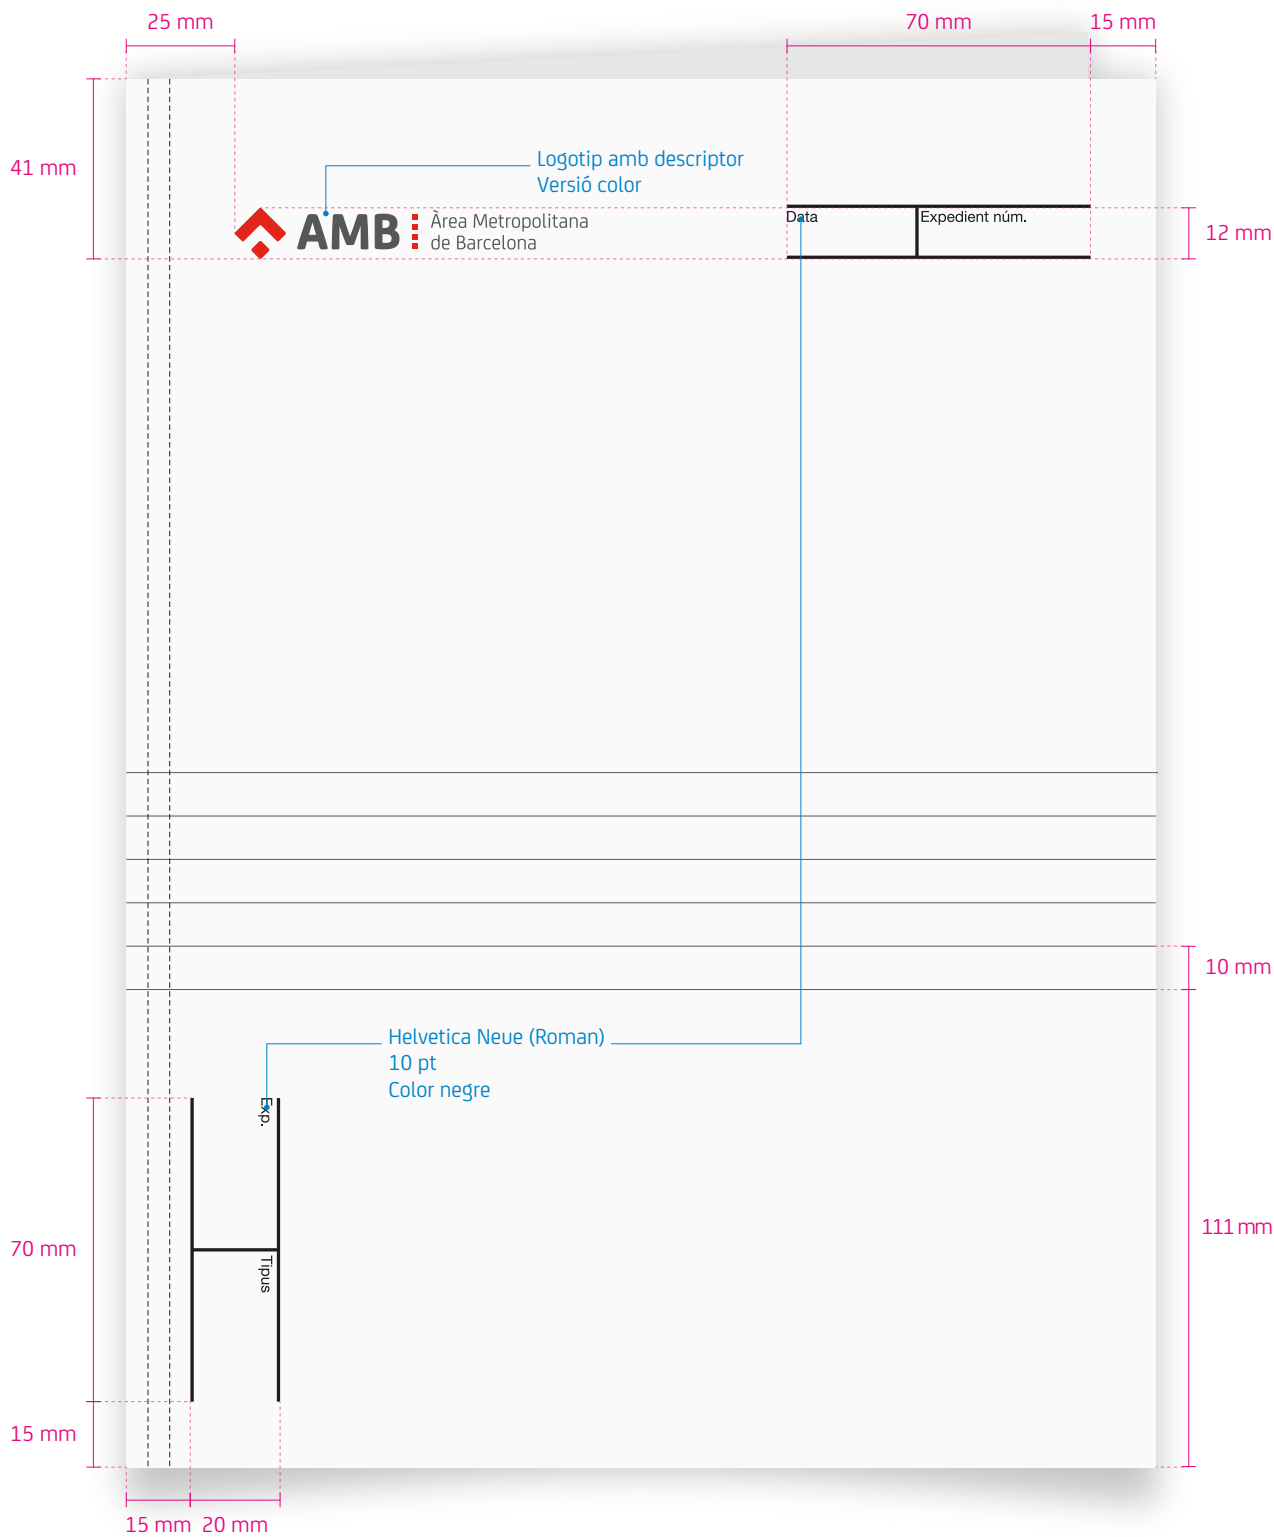 25 mm
70 mm
15 mm
41 mm
Logotip amb descriptor
Versió color
AMB
Àrea Metropolitana
de Barcelona
Data
Expedient núm.
12 mm
10 mm
Helvetica Neue (Roman)
10 pt
Color negre
Exp.
Tipus
70 mm
111 mm
15 mm
15 mm
20 mm